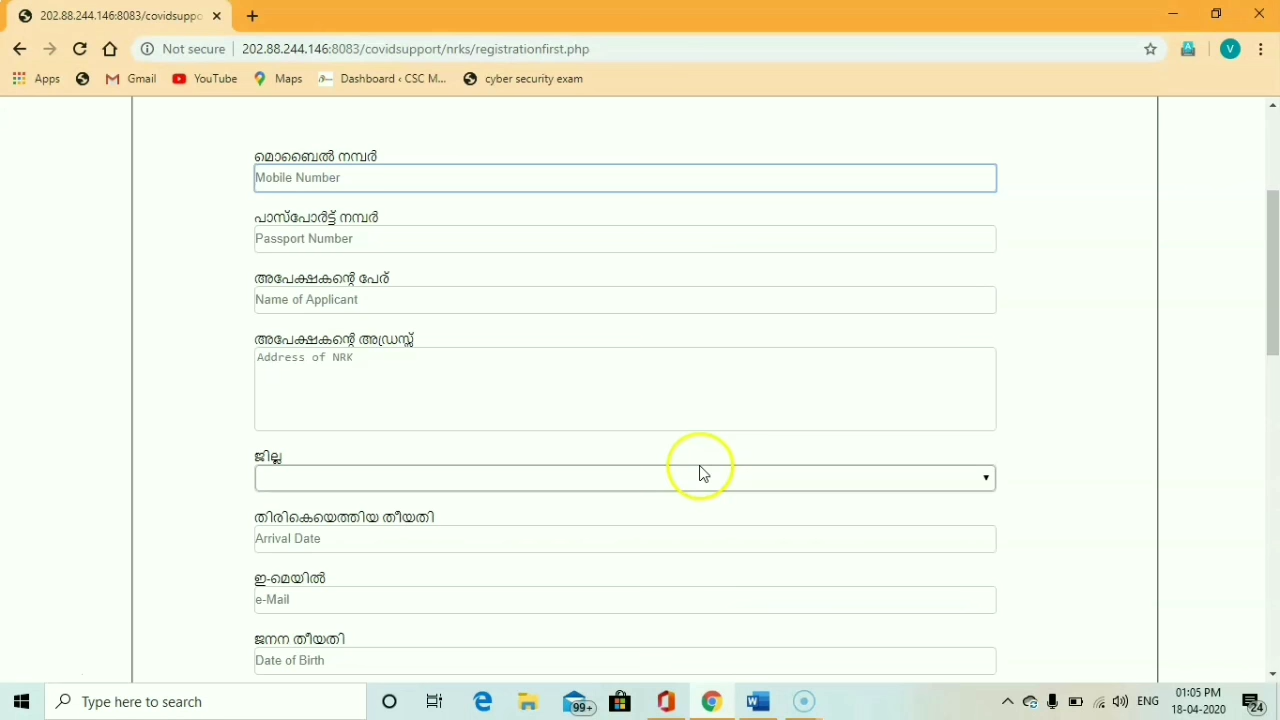 202.88.244.146:8083/covidsuppo
Not secure 202.88.244.146:8083/covidsupport/nrks/registrationfirst.php
V
Apps Gmail YouTube Maps Dashboard ‹ CSC M... cyber security exam
മൊബൈൽ നമ്പർ
Mobile Number
പാസ്പോർട്ട് നമ്പർ
Passport Number
അപേക്ഷകന്റെ പേര്
Name of Applicant
അപേക്ഷകന്റെ അഡ്രസ്സ്
Address of NRK
ജില്ല
തിരികെയെത്തിയ തീയതി
Arrival Date
ഇ-മെയിൽ
e-Mail
ജനന തീയതി
Date of Birth
Type here to search
99+
ENG
01:05 PM
18-04-2020
24